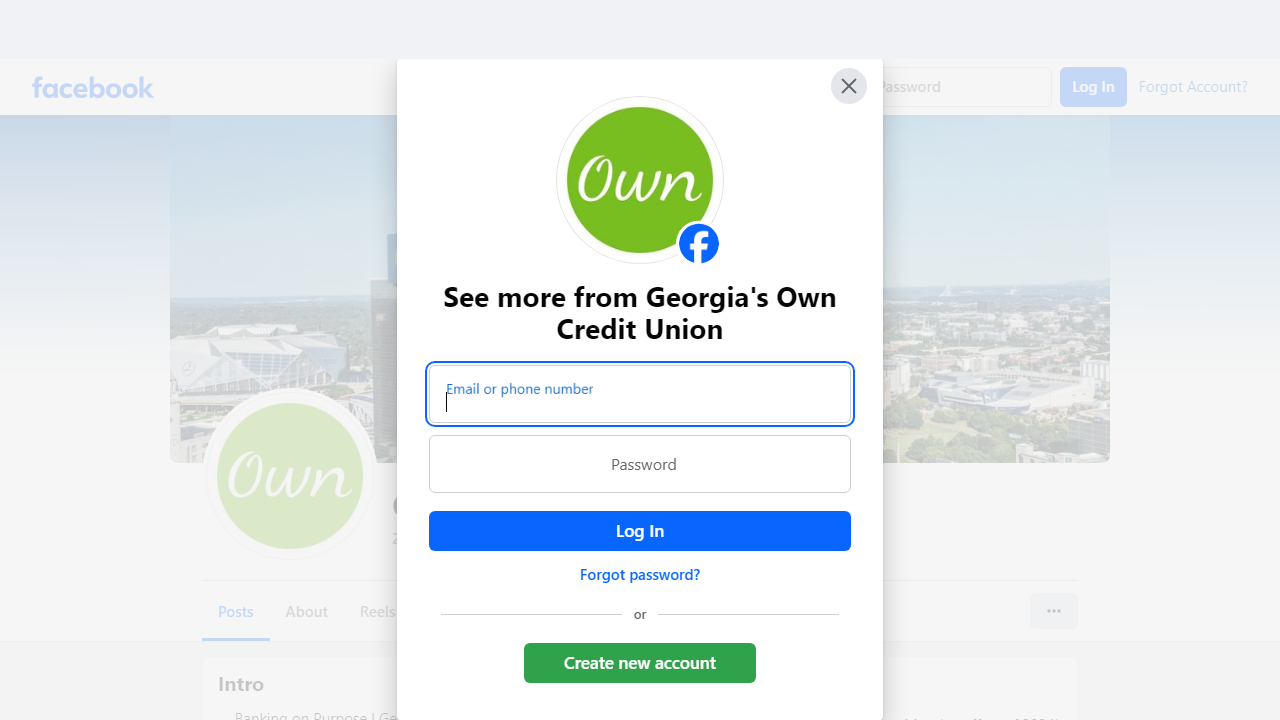 facebook
Password
Log In
Forgot Account?
Own
See more from Georgia's Own
Credit Union
Email or phone number
Password
Log In
Forgot password?
or
Create new account
Own
Posts
About
Reels
Intro
Banking on Purpose | Ge